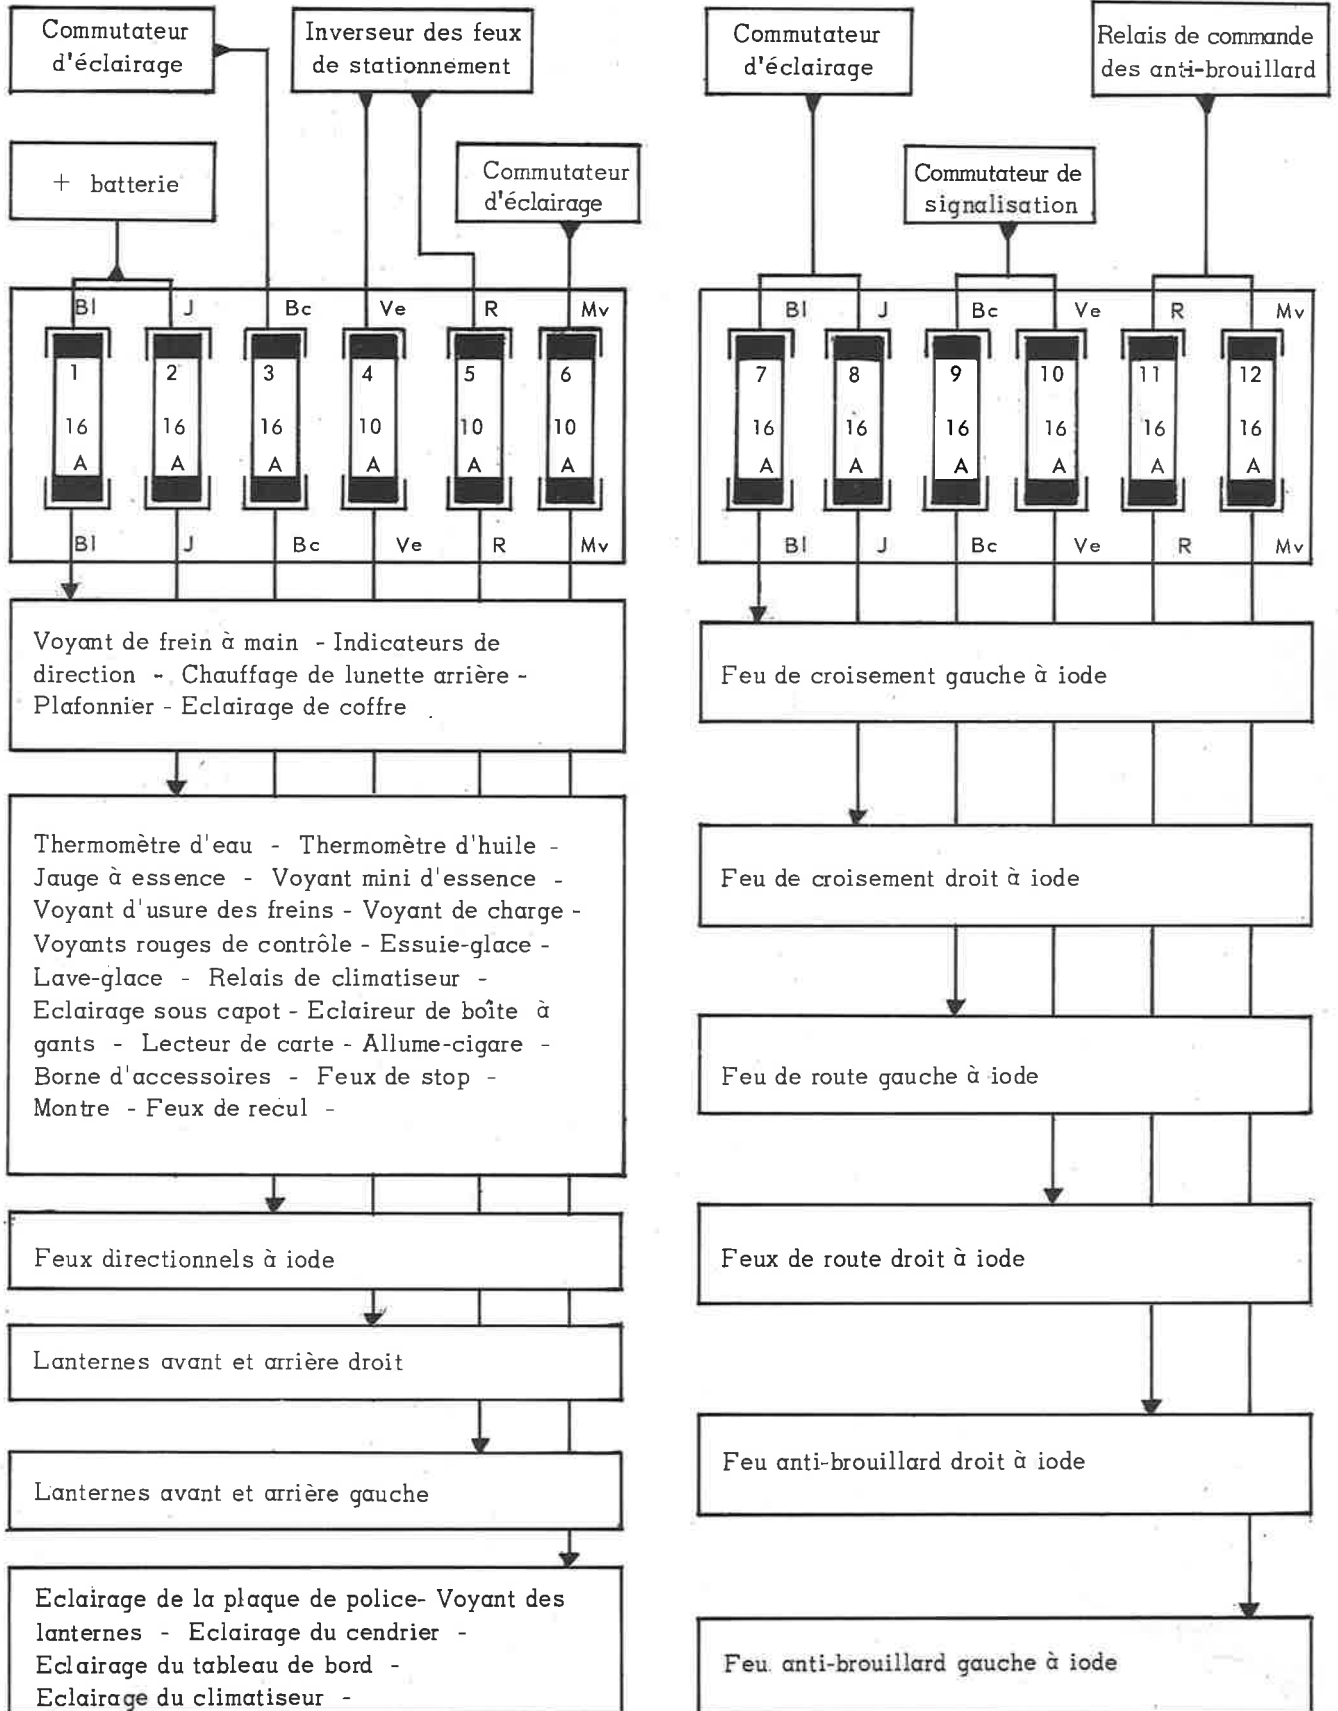 Commutateur
d'éclairage
Inverseur des feux
de stationnement
+ batterie
Commutateur
d'éclairage
Bl J Bc Ve R Mv
1 2 3 4 5 6
16 16 16 10 10 10
A A A A A A
Bl J Bc Ve R Mv
Voyant de frein à main - Indicateurs de
direction - Chauffage de lunette arrière -
Plafonnier - Eclairage de coffre
Thermomètre d'eau - Thermomètre d'huile -
Jauge à essence - Voyant mini d'essence -
Voyant d'usure des freins - Voyant de charge -
Voyants rouges de contrôle - Essuie-glace -
Lave-glace - Relais de climatiseur -
Eclairage sous capot - Eclaireur de boîte à
gants - Lecteur de carte - Allume-cigare -
Borne d'accessoires - Feux de stop -
Montre - Feux de recul -
Feux directionnels à iode
Lanternes avant et arrière droit
Lanternes avant et arrière gauche
Eclairage de la plaque de police- Voyant des
lanternes - Eclairage du cendrier -
Eclairage du tableau de bord -
Eclairage du climatiseur -
Commutateur
d'éclairage
Relais de commande
des anti-brouillard
Commutateur de
signalisation
Bl J Bc Ve R Mv
7 8 9 10 11 12
16 16 16 16 16 16
A A A A A A
Bl J Bc Ve R Mv
Feu de croisement gauche à iode
Feu de croisement droit à iode
Feu de route gauche à iode
Feux de route droit à iode
Feu anti-brouillard droit à iode
Feu. anti-brouillard gauche à iode